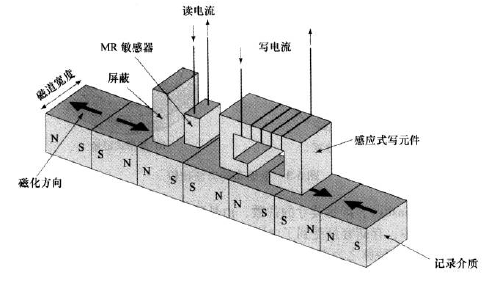 读电流
MR 敏感器
写电流
屏蔽
磁道宽度
感应式写元件
N S S N N S S N N S S N N S
磁化方向
记录介质